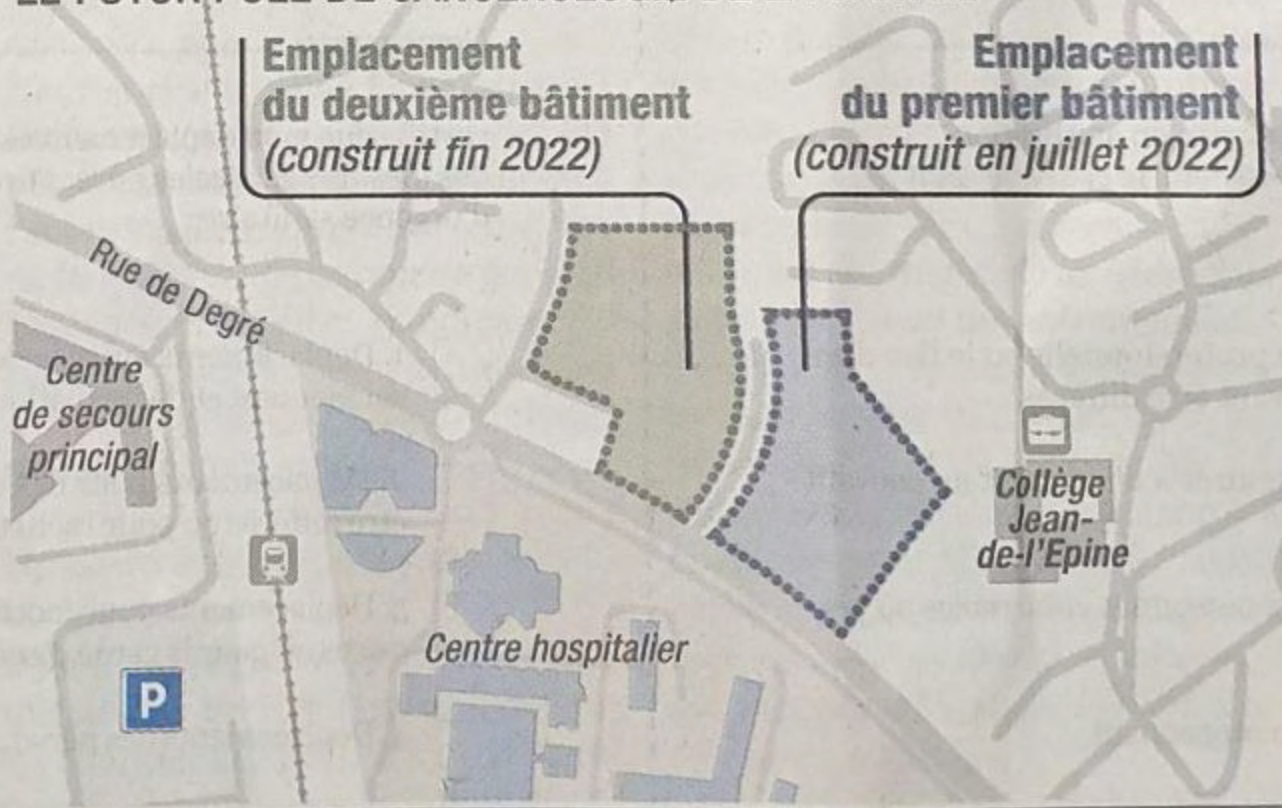 Emplacement
du deuxième bâtiment
(construit fin 2022)
Emplacement
du premier bâtiment
(construit en juillet 2022)
Rue de Degré
Centre
de secours
principal
Collège
Jean-
de-l'Epine
Centre hospitalier
P